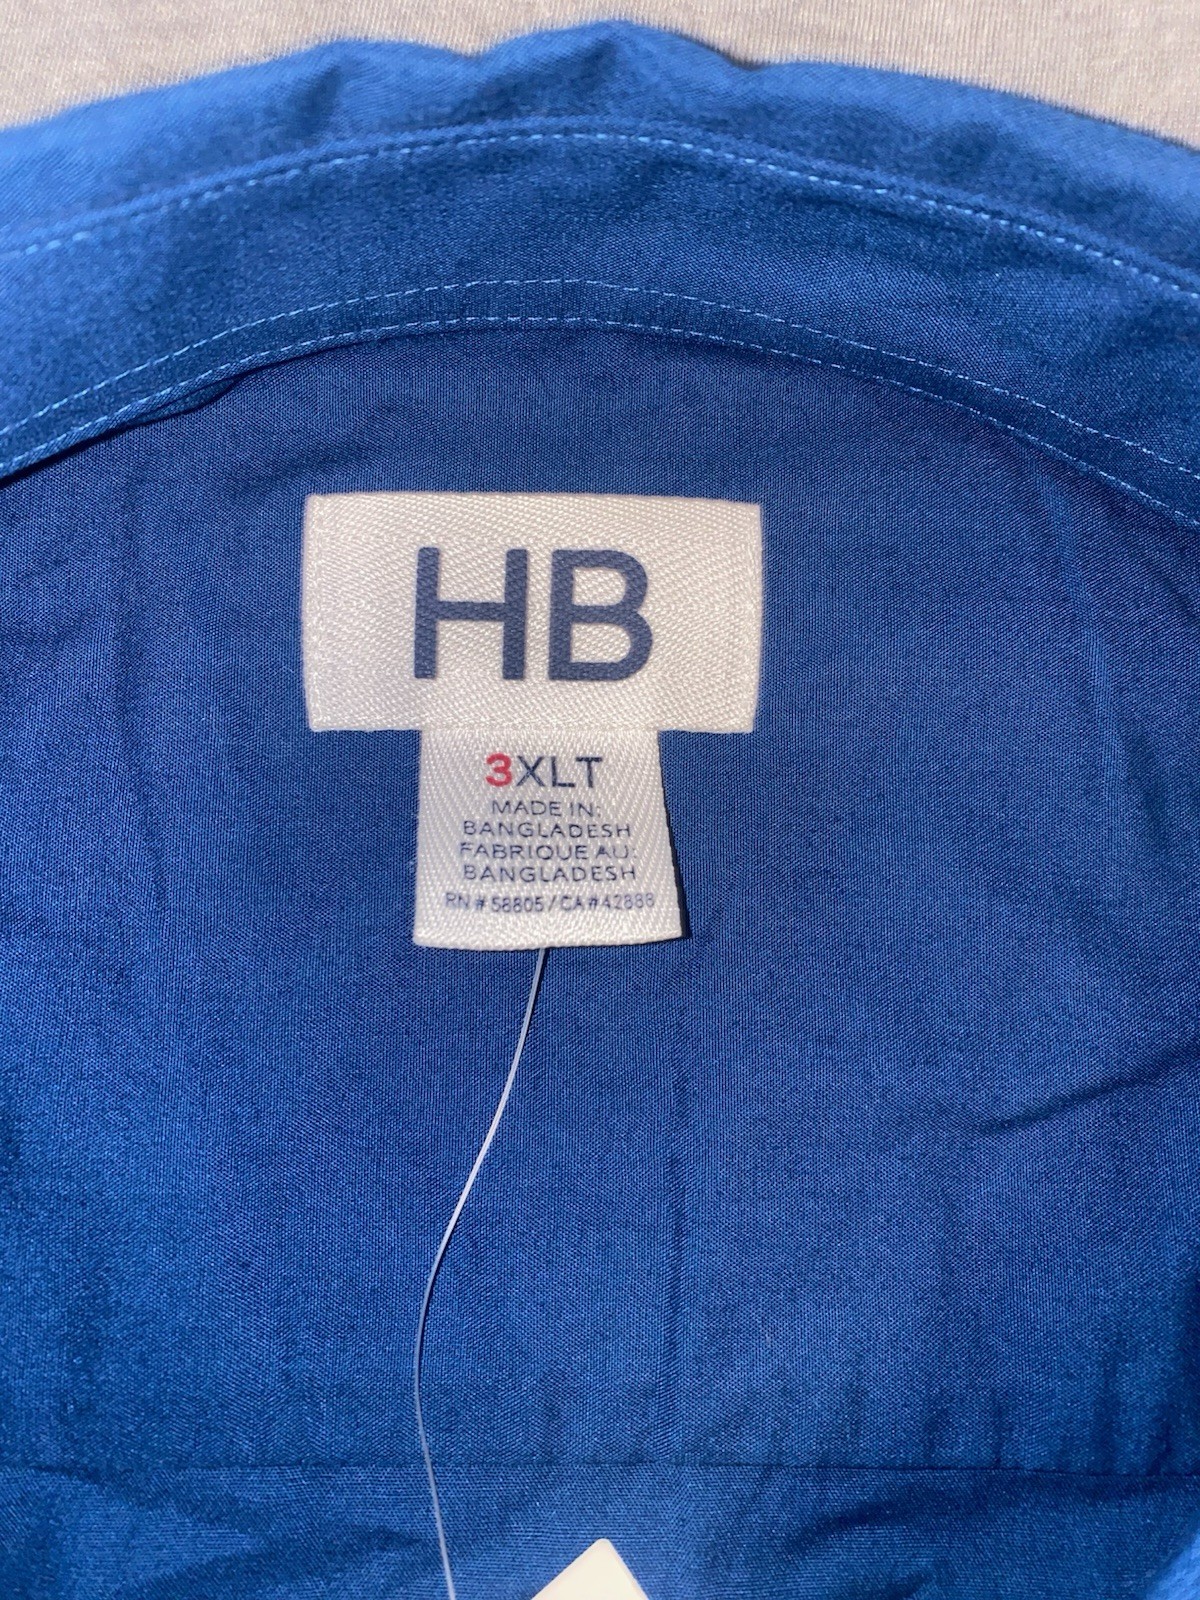 HB
3XLT
MADE IN:
BANGLADESH
FABRIQUE AU:
BANGLADESH
RN # 58805 / CA # 42888